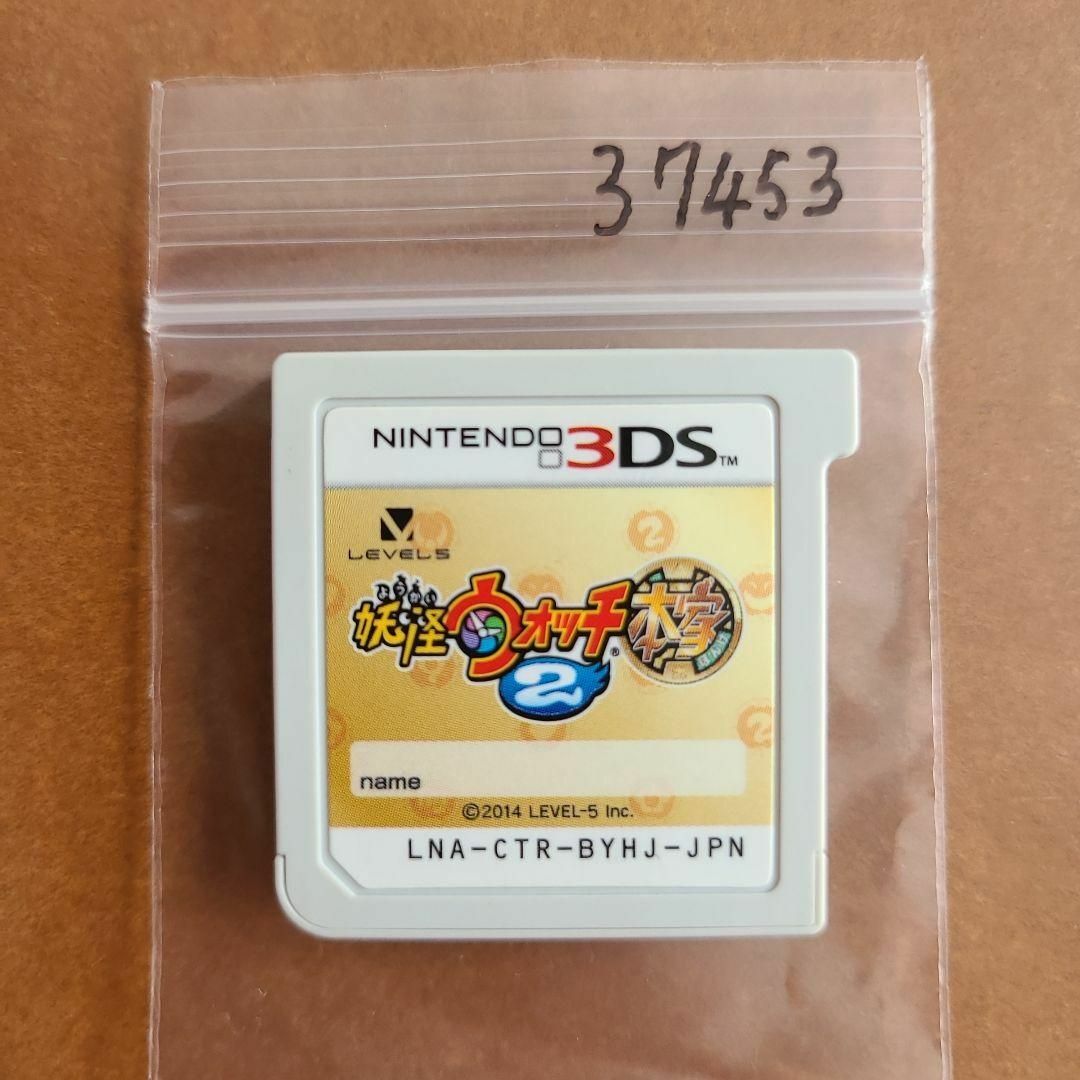 37453
NINTENDO 3DS™
LEVEL5
ようかい
妖怪ウォッチ®
2
本家
name
©2014 LEVEL-5 Inc.
LNA-CTR-BYHJ-JPN